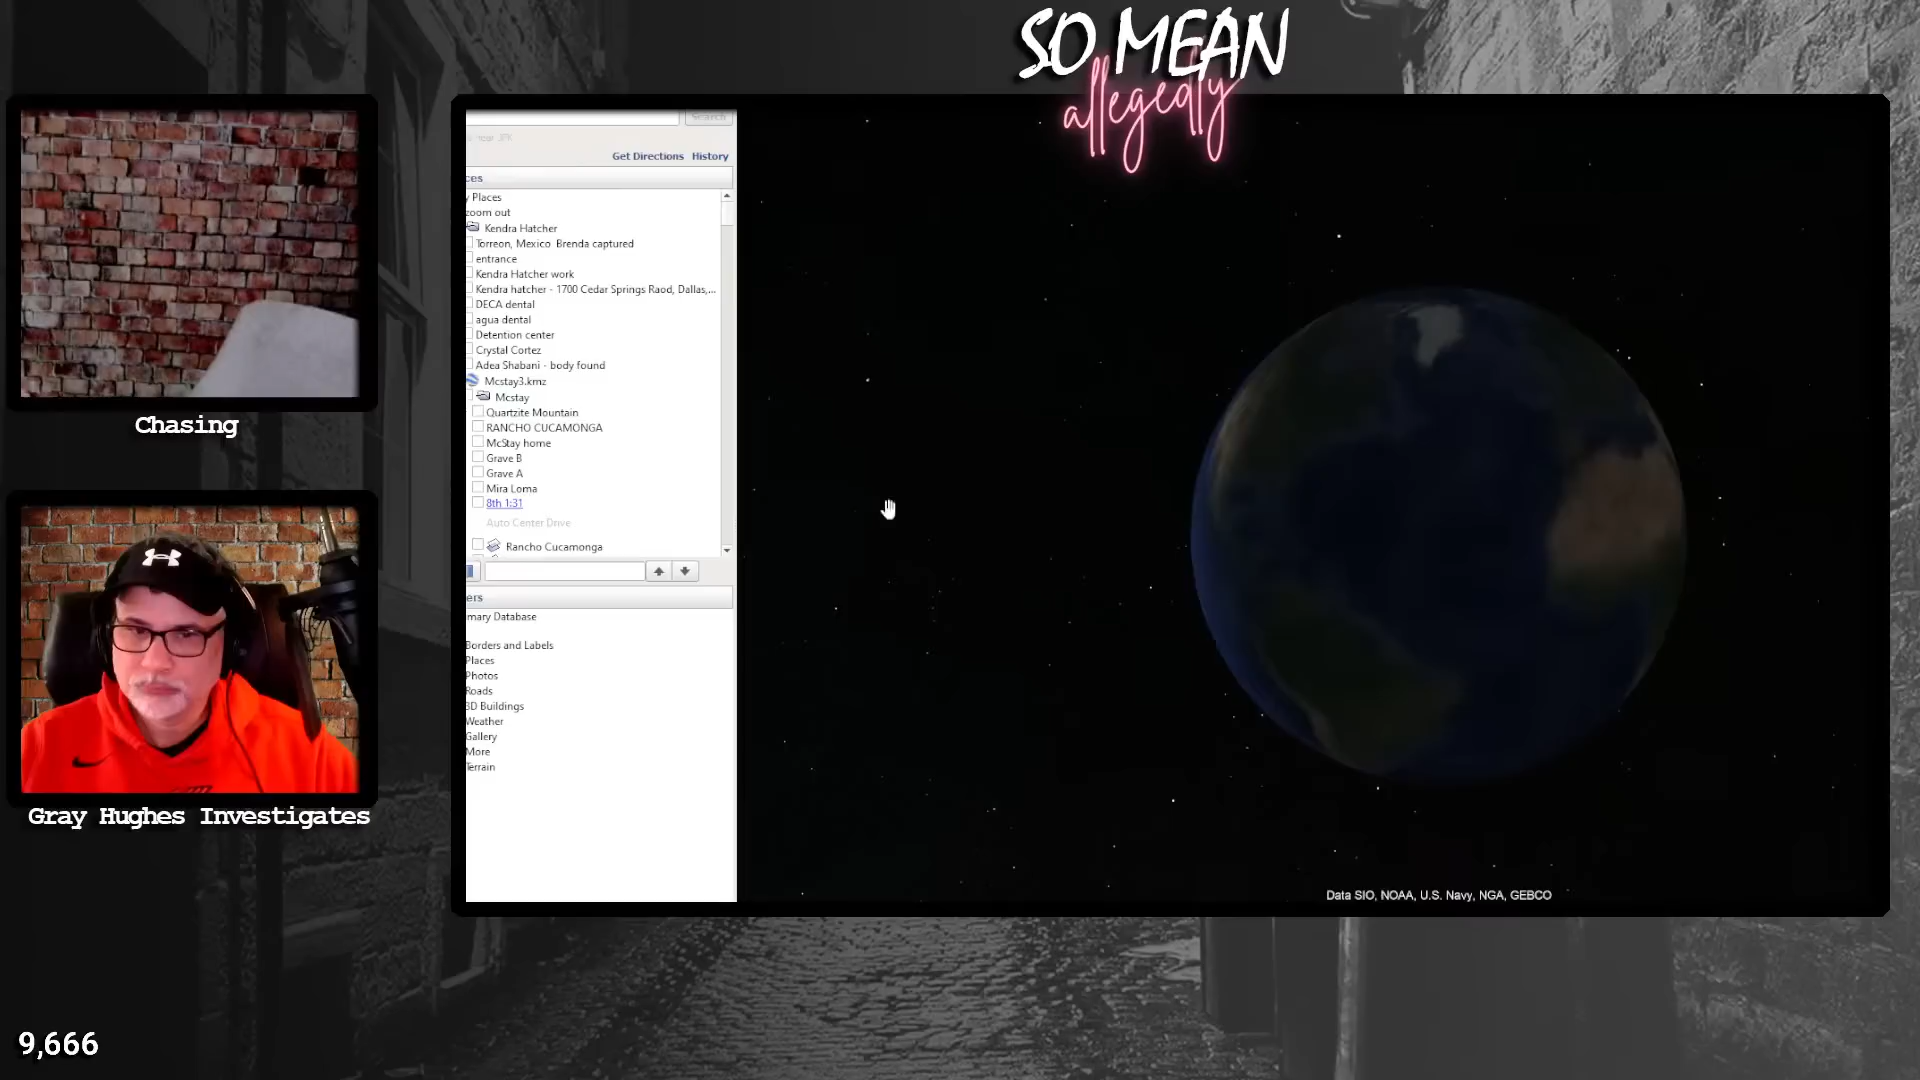 SO MEAN
allegedly
Search
Get Directions History
ces
y Places
zoom out
Kendra Hatcher
Torreon, Mexico Brenda captured
entrance
Kendra Hatcher work
Kendra hatcher - 1700 Cedar Springs Raod, Dallas,...
DECA dental
agua dental
Detention center
Crystal Cortez
Adea Shabani - body found
Mcstay3.kmz
Mcstay
Quartzite Mountain
RANCHO CUCAMONGA
McStay home
Grave B
Grave A
Mira Loma
8th 1:31
Auto Center Drive
Rancho Cucamonga
ers
mary Database
Borders and Labels
Places
Photos
Roads
3D Buildings
Weather
Gallery
More
Terrain
Data SIO, NOAA, U.S. Navy, NGA, GEBCO
Chasing
Gray Hughes Investigates
9,666